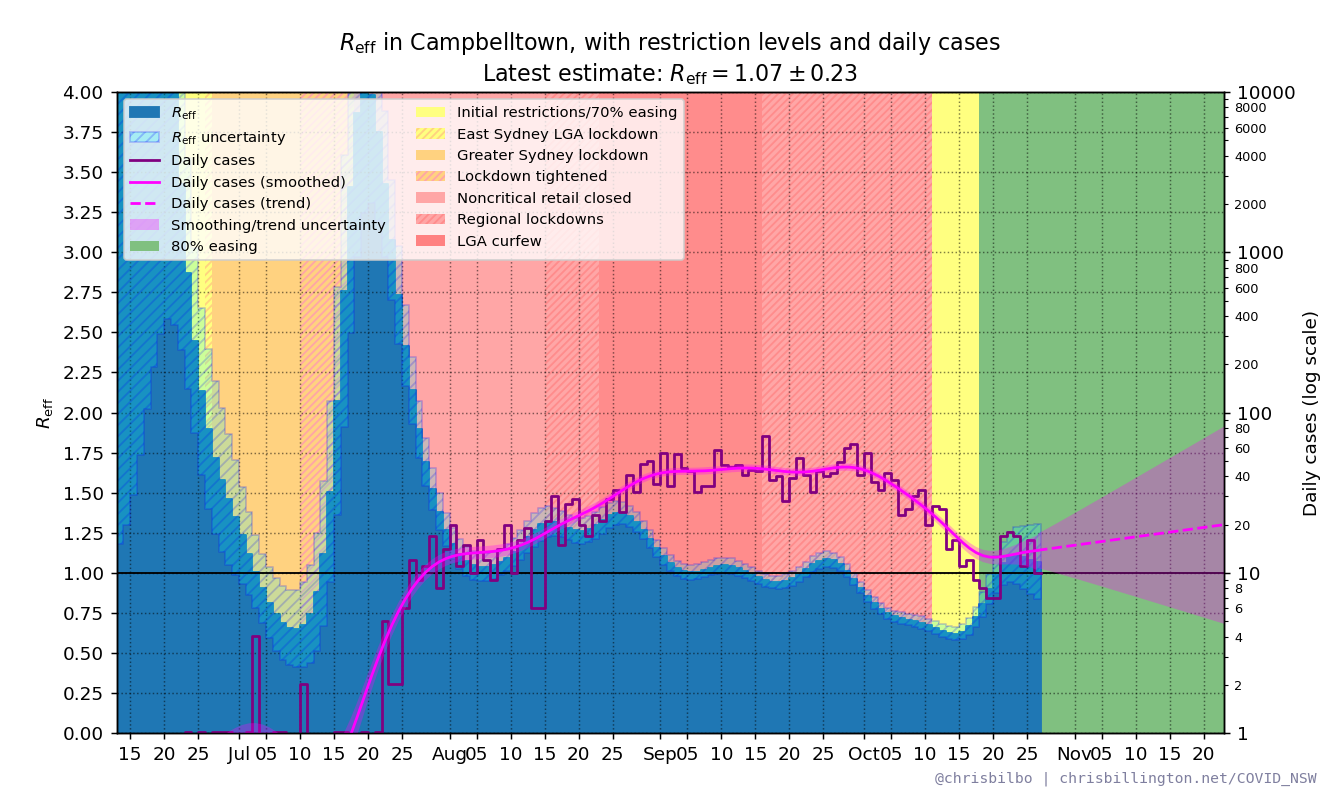 Reff in Campbelltown, with restriction levels and daily cases
Latest estimate: Reff = 1.07 ± 0.23
Reff
Reff uncertainty
Daily cases
Daily cases (smoothed)
Daily cases (trend)
Smoothing/trend uncertainty
80% easing
Initial restrictions/70% easing
East Sydney LGA lockdown
Greater Sydney lockdown
Lockdown tightened
Noncritical retail closed
Regional lockdowns
LGA curfew
Reff
4.00
3.75
3.50
3.25
3.00
2.75
2.50
2.25
2.00
1.75
1.50
1.25
1.00
0.75
0.50
0.25
0.00
10000
8000
6000
4000
2000
1000
800
600
400
200
100
80
60
40
20
10
8
6
4
2
1
Daily cases (log scale)
15 20 25 Jul 05 10 15 20 25 Aug 05 10 15 20 25 Sep 05 10 15 20 25 Oct 05 10 15 20 25 Nov 05 10 15 20
@chrisbilbo | chrisbillington.net/COVID_NSW